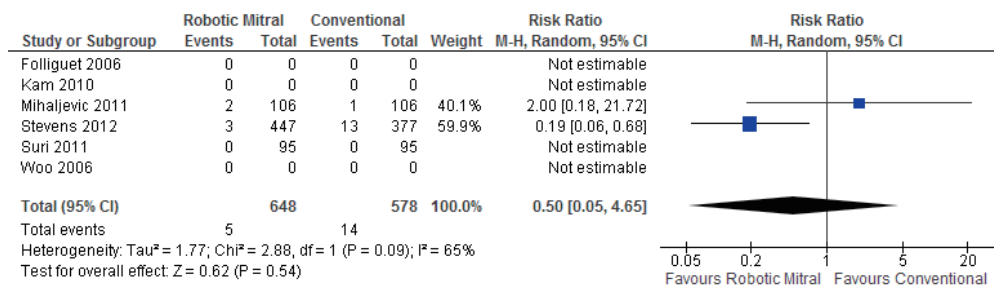 Robotic Mitral Conventional Risk Ratio Risk Ratio
Study or Subgroup Events Total Events Total Weight M-H, Random, 95% CI M-H, Random, 95% CI
Folliguet 2006 0 0 0 0 Not estimable
Kam 2010 0 0 0 0 Not estimable
Mihaljevic 2011 2 106 1 106 40.1% 2.00 [0.18, 21.72]
Stevens 2012 3 447 13 377 59.9% 0.19 [0.06, 0.68]
Suri 2011 0 95 0 95 Not estimable
Woo 2006 0 0 0 0 Not estimable
Total (95% CI) 648 578 100.0% 0.50 [0.05, 4.65]
Total events 5 14
Heterogeneity: Tau² = 1.77; Chi² = 2.88, df = 1 (P = 0.09); I² = 65%
Test for overall effect: Z = 0.62 (P = 0.54)
0.05 0.2 1 5 20
Favours Robotic Mitral Favours Conventional